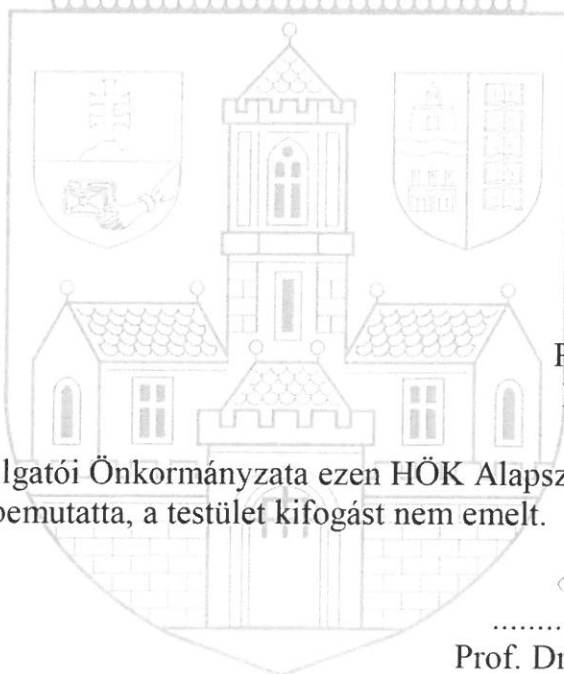 lgatói Önkormányzata ezen HÖK Alapsz
bemutatta, a testület kifogást nem emelt.
.........
Prof. Dr